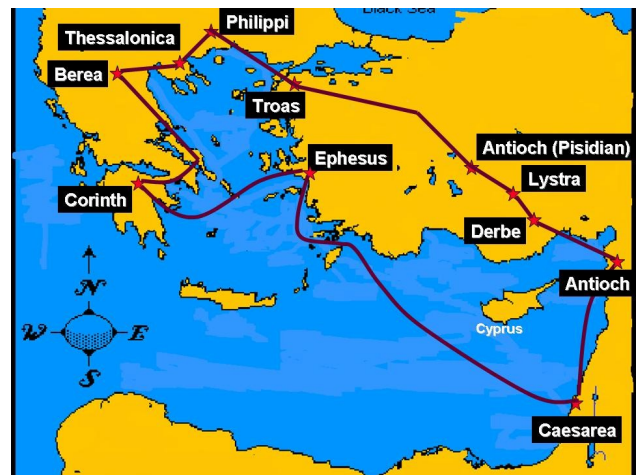 Black Sea
Philippi
Thessalonica
Berea
Troas
Antioch (Pisidian)
Ephesus
Lystra
Corinth
Derbe
Antioch
N
W
E
S
Cyprus
Caesarea